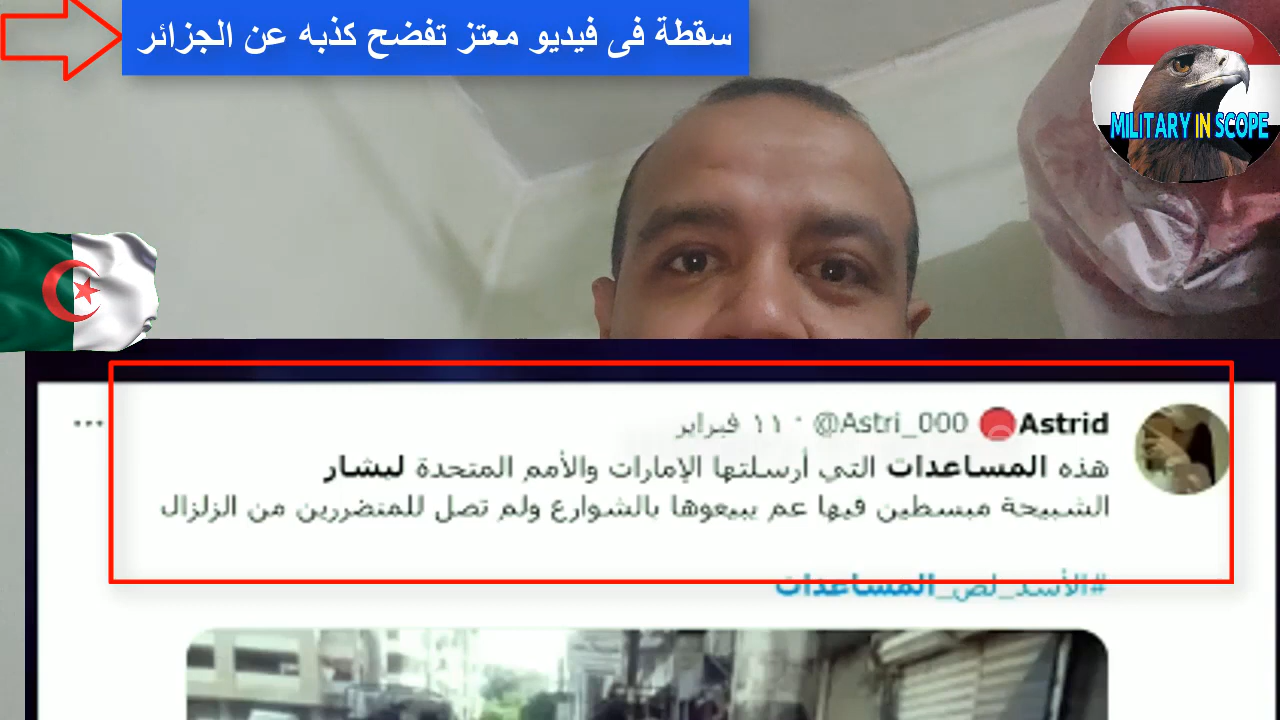 سقطة فى فيديو معتز تفضح كذبه عن الجزائر
MILITARY IN SCOPE
Astrid @Astri_000 · ١١ فبراير
هذه المساعدات التي أرسلتها الإمارات والأمم المتحدة لبشار
الشبيحة مبسطين فيها عم يبيعوها بالشوارع ولم تصل للمتضررين من الزلزال
#الأسد_لص_المساعدات